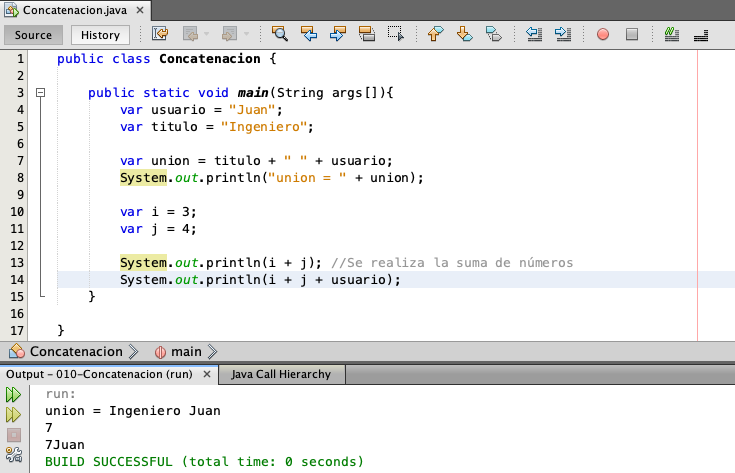 Concatenacion.java ×
Source History
1 public class Concatenacion {
2
3 public static void main(String args[]){
4 var usuario = "Juan";
5 var titulo = "Ingeniero";
6
7 var union = titulo + " " + usuario;
8 System.out.println("union = " + union);
9
10 var i = 3;
11 var j = 4;
12
13 System.out.println(i + j); //Se realiza la suma de números
14 System.out.println(i + j + usuario);
15 }
16
17 }
Concatenacion main
Output - 010-Concatenacion (run) × Java Call Hierarchy
run:
union = Ingeniero Juan
7
7Juan
BUILD SUCCESSFUL (total time: 0 seconds)